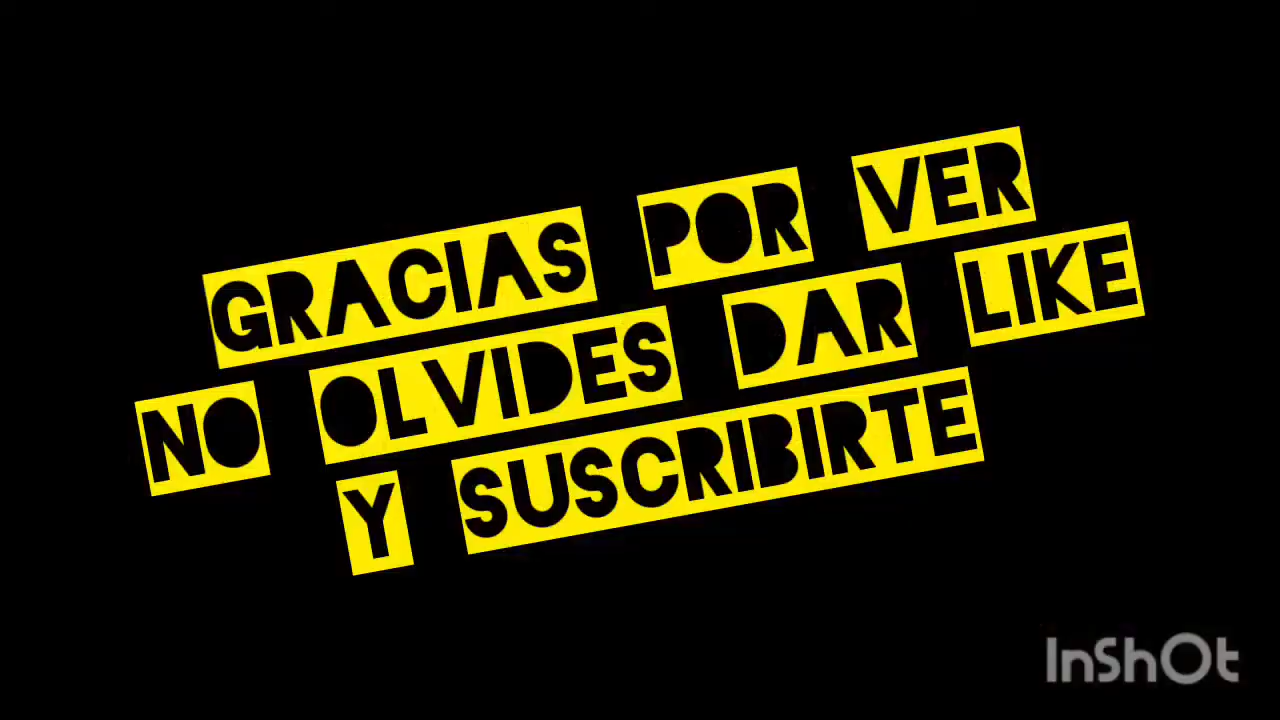 GRACIAS POR VER
NO OLVIDES DAR LIKE
Y SUSCRIBIRTE
InShOt